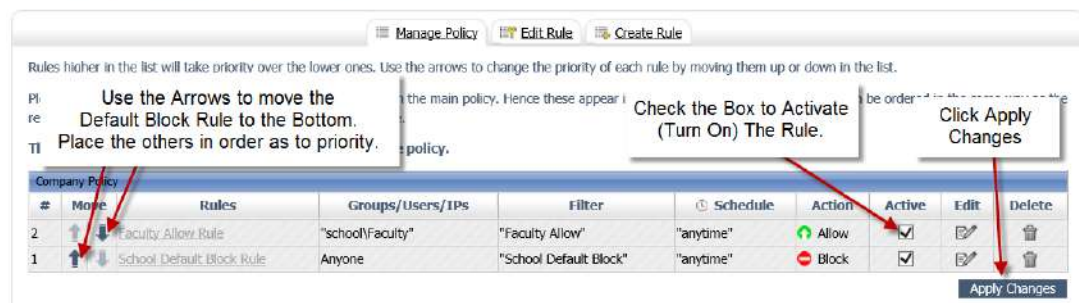 Manage Policy Edit Rule Create Rule
Rules higher in the list will take priority over the lower ones. Use the arrows to change the priority of each rule by moving them up or down in the list.
the main policy. Hence these appear be ordered in the same way as the
policy.
Use the Arrows to move the
Default Block Rule to the Bottom.
Place the others in order as to priority.
Check the Box to Activate
(Turn On) The Rule.
Click Apply
Changes
Company Policy
# Move Rules Groups/Users/IPs Filter Schedule Action Active Edit Delete
2 Faculty Allow Rule "school\Faculty" "Faculty Allow" "anytime" Allow
1 School Default Block Rule Anyone "School Default Block" "anytime" Block
Apply Changes